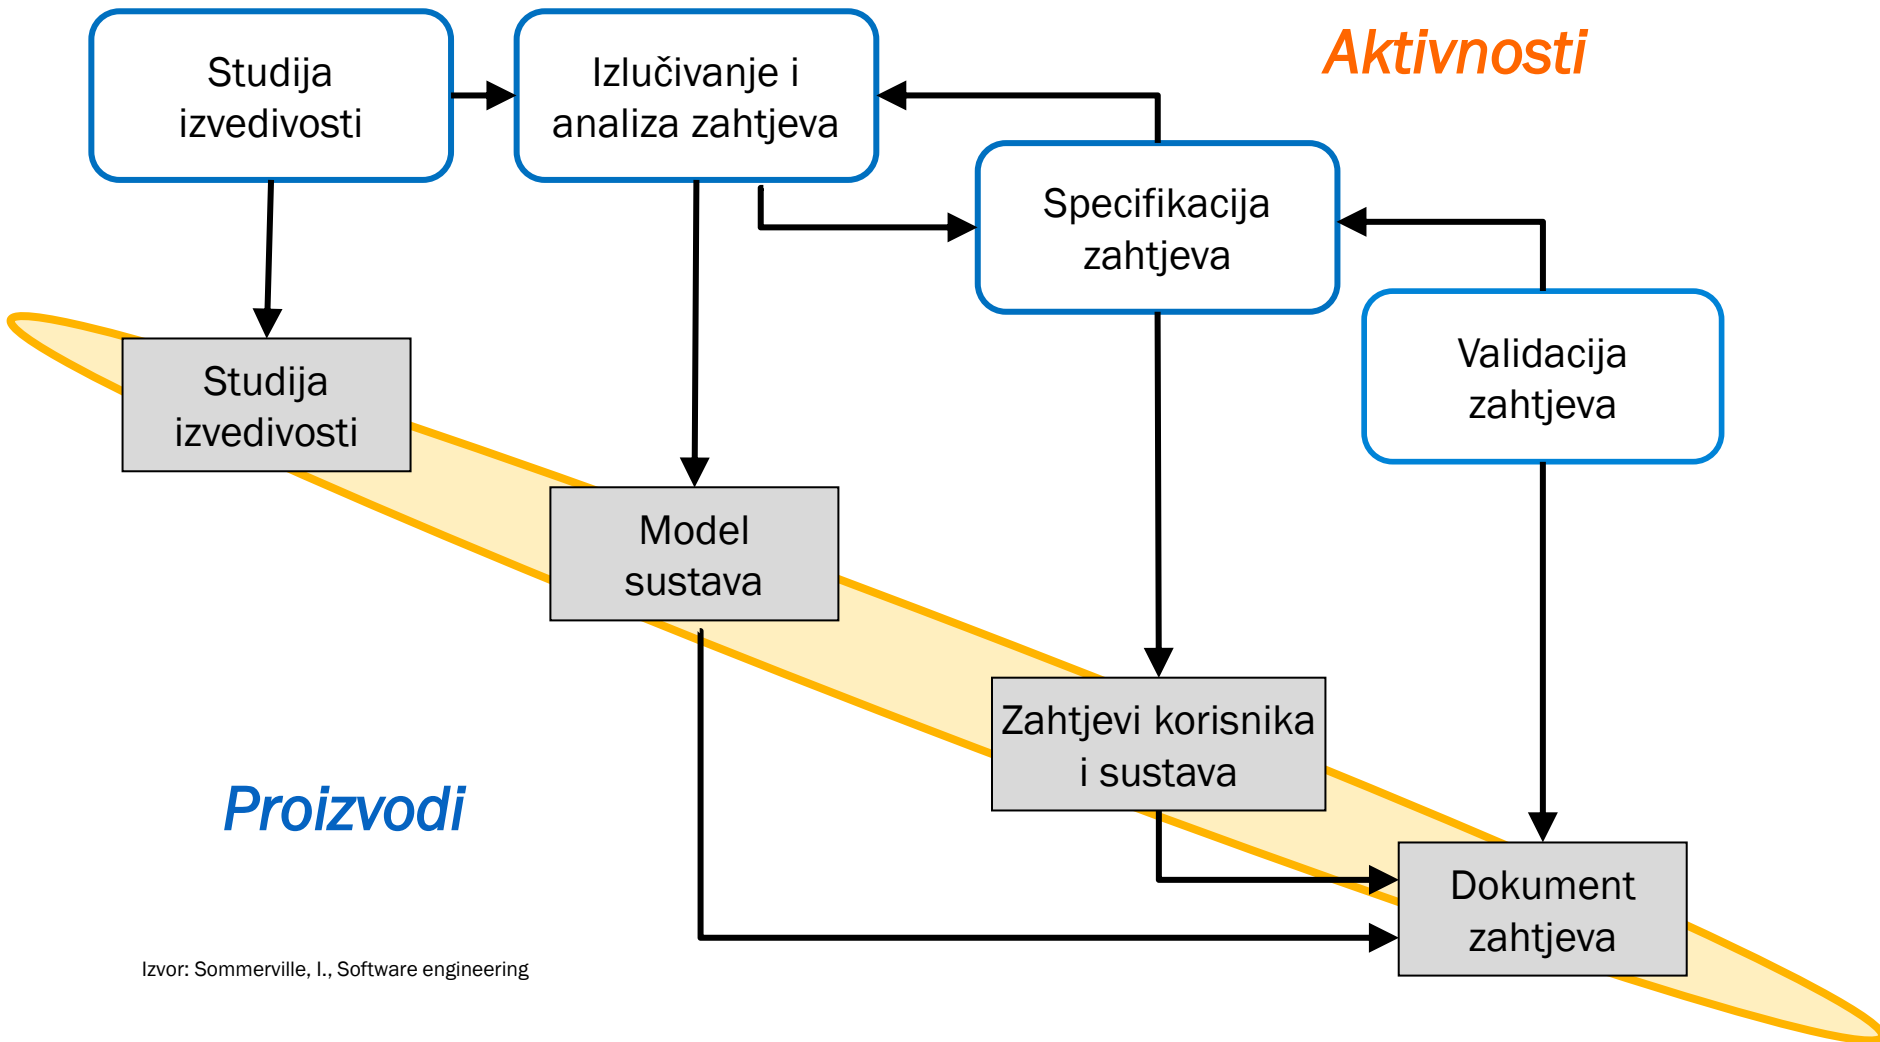 Studija
izvedivosti
Izlučivanje i
analiza zahtjeva
Aktivnosti
Specifikacija
zahtjeva
Validacija
zahtjeva
Studija
izvedivosti
Model
sustava
Zahtjevi korisnika
i sustava
Proizvodi
Dokument
zahtjeva
Izvor: Sommerville, I., Software engineering